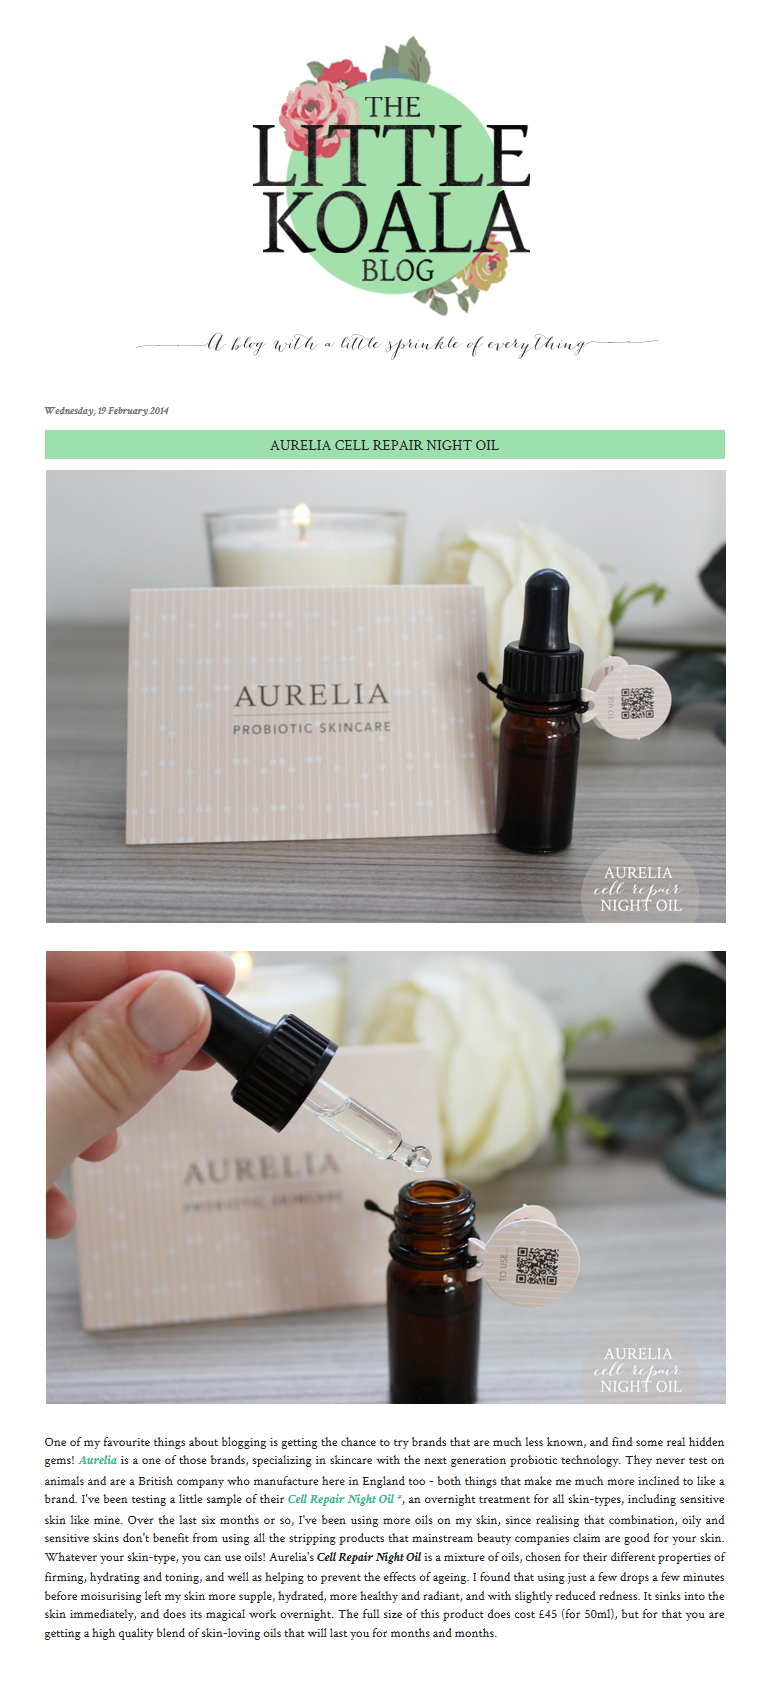 THE
LITTLE
KOALA
BLOG
A blog with a little sprinkle of everything
Wednesday, 19 February 2014
AURELIA CELL REPAIR NIGHT OIL
AURELIA
PROBIOTIC SKINCARE
TO USE...
AURELIA
cell repair
NIGHT OIL
AURELIA
PROBIOTIC SKINCARE
TO USE...
AURELIA
cell repair
NIGHT OIL
One of my favourite things about blogging is getting the chance to try brands that are much less known, and find some real hidden
gems! Aurelia is a one of those brands, specializing in skincare with the next generation probiotic technology. They never test on
animals and are a British company who manufacture here in England too - both things that make me much more inclined to like a
brand. I've been testing a little sample of their Cell Repair Night Oil *, an overnight treatment for all skin-types, including sensitive
skin like mine. Over the last six months or so, I've been using more oils on my skin, since realising that combination, oily and
sensitive skins don't benefit from using all the stripping products that mainstream beauty companies claim are good for your skin.
Whatever your skin-type, you can use oils! Aurelia's Cell Repair Night Oil is a mixture of oils, chosen for their different properties of
firming, hydrating and toning, and well as helping to prevent the effects of ageing. I found that using just a few drops a few minutes
before moisurising left my skin more supple, hydrated, more healthy and radiant, and with slightly reduced redness. It sinks into the
skin immediately, and does its magical work overnight. The full size of this product does cost £45 (for 50ml), but for that you are
getting a high quality blend of skin-loving oils that will last you for months and months.